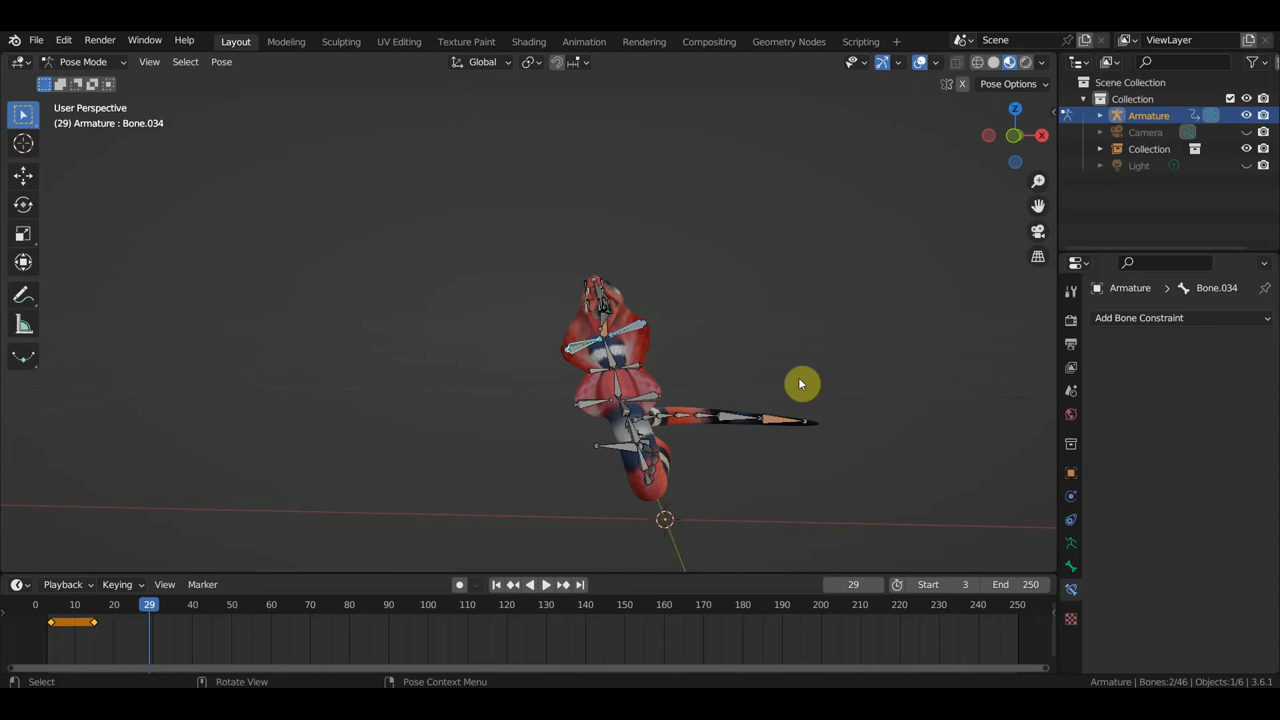 File Edit Render Window Help Layout Modeling Sculpting UV Editing Texture Paint Shading Animation Rendering Compositing Geometry Nodes Scripting + Scene ViewLayer
Pose Mode View Select Pose Global
X Pose Options
Scene Collection
Collection
Armature
Camera
Collection
Light
User Perspective
(29) Armature : Bone.034
Z
X
Armature > Bone.034
Add Bone Constraint
Playback Keying View Marker 29 Start 3 End 250
0 10 20 29 40 50 60 70 80 90 100 110 120 130 140 150 160 170 180 190 200 210 220 230 240 250
Select Rotate View Pose Context Menu Armature | Bones:2/46 | Objects:1/6 | 3.6.1